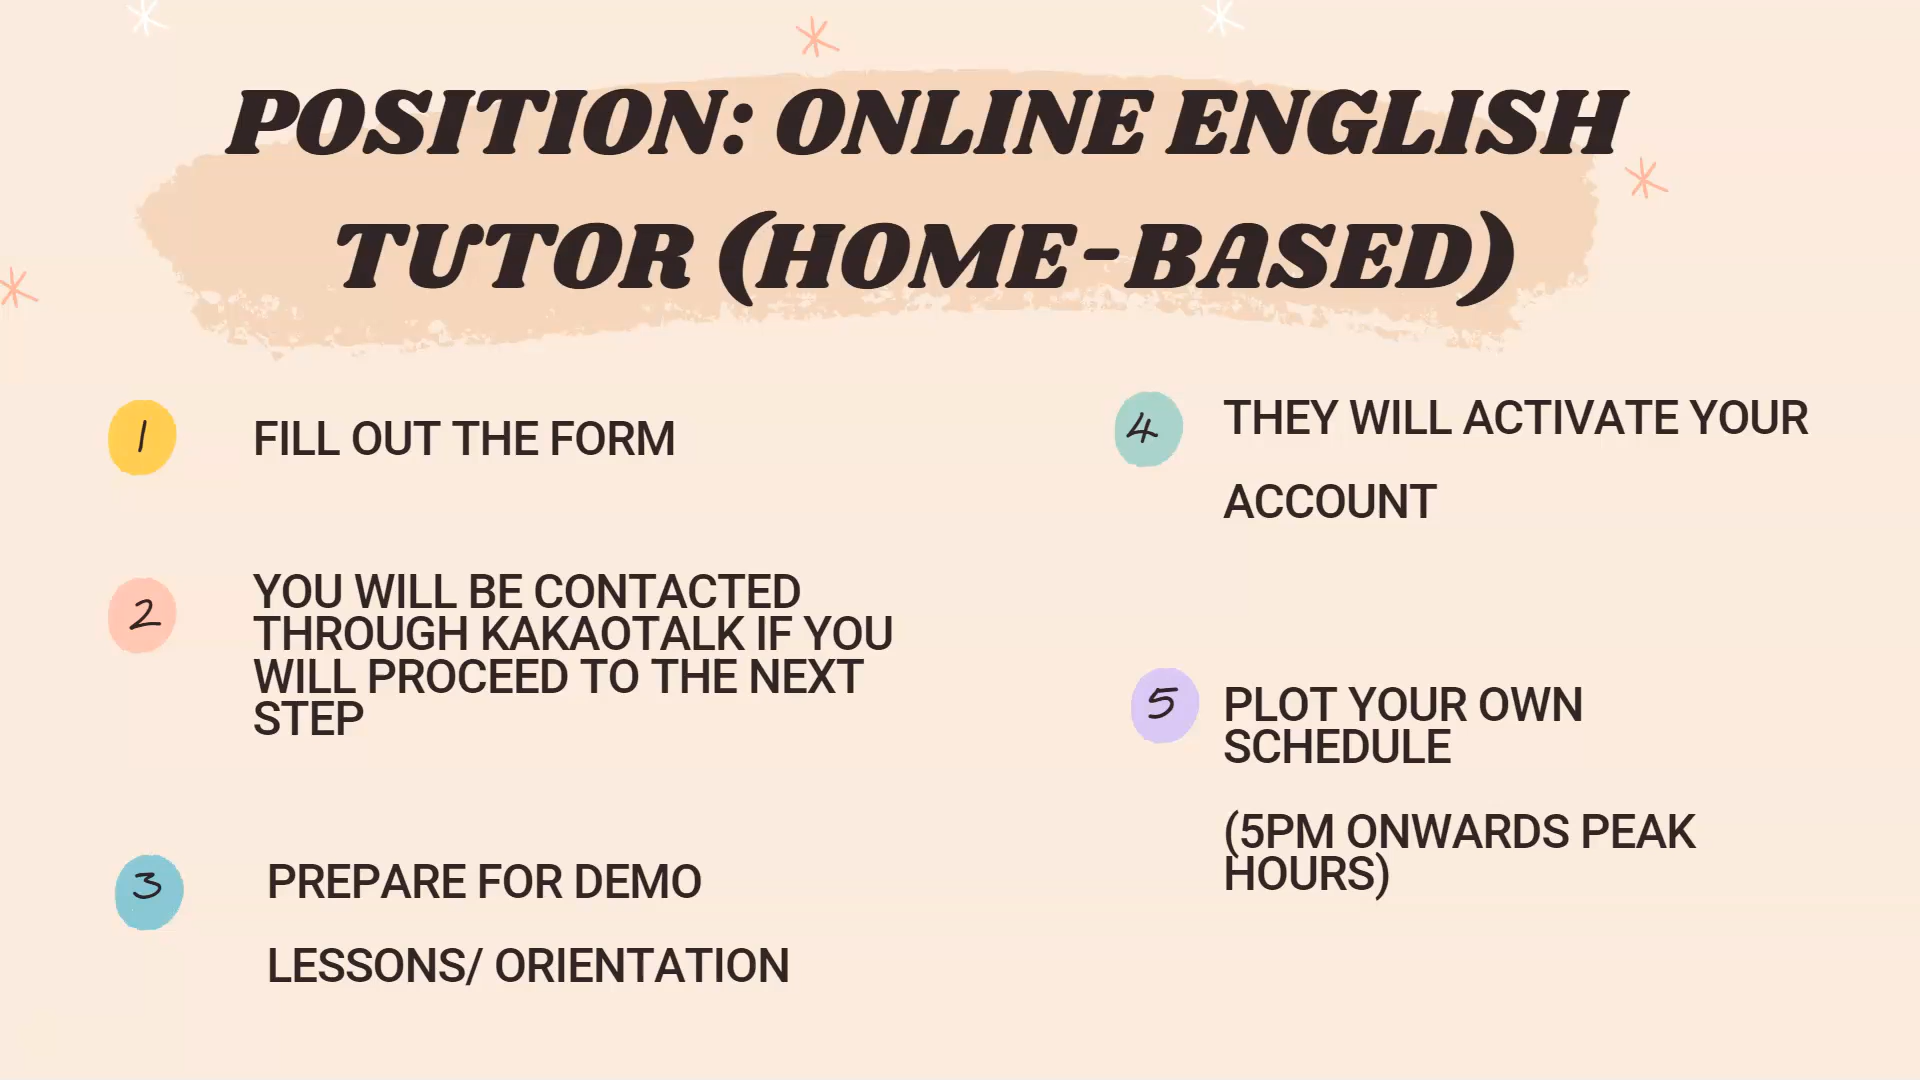 POSITION: ONLINE ENGLISH
TUTOR (HOME-BASED)
1
FILL OUT THE FORM
2
YOU WILL BE CONTACTED
THROUGH KAKAOTALK IF YOU
WILL PROCEED TO THE NEXT
STEP
3
PREPARE FOR DEMO
LESSONS/ ORIENTATION
4
THEY WILL ACTIVATE YOUR
ACCOUNT
5
PLOT YOUR OWN
SCHEDULE
(5PM ONWARDS PEAK
HOURS)